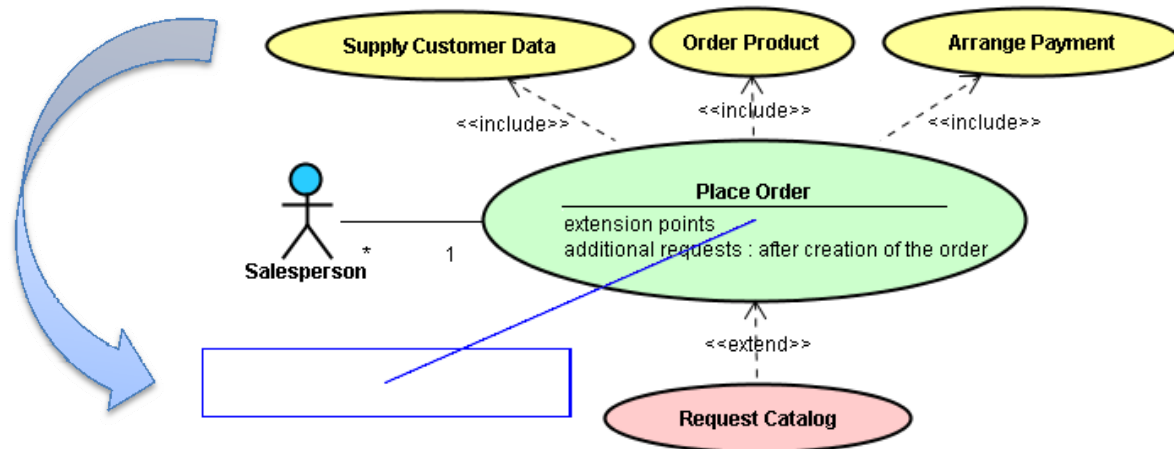 Supply Customer Data
Order Product
Arrange Payment
<<include>>
<<include>>
<<include>>
Place Order
extension points
additional requests : after creation of the order
*
1
Salesperson
<<extend>>
Request Catalog